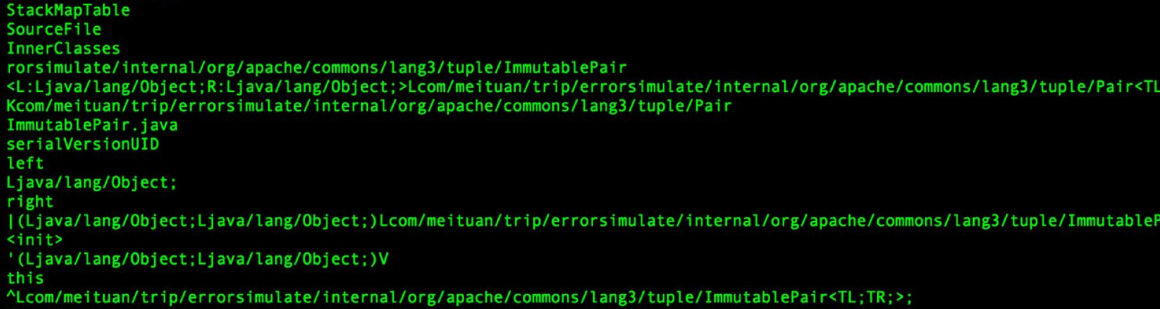 StackMapTable
SourceFile
InnerClasses
rorsimulate/internal/org/apache/commons/lang3/tuple/ImmutablePair
<L:Ljava/lang/Object;R:Ljava/lang/Object;>Lcom/meituan/trip/errorsimulate/internal/org/apache/commons/lang3/tuple/Pair<TL
Kcom/meituan/trip/errorsimulate/internal/org/apache/commons/lang3/tuple/Pair
ImmutablePair.java
serialVersionUID
left
Ljava/lang/Object;
right
|(Ljava/lang/Object;Ljava/lang/Object;)Lcom/meituan/trip/errorsimulate/internal/org/apache/commons/lang3/tuple/ImmutableP
<init>
'(Ljava/lang/Object;Ljava/lang/Object;)V
this
^Lcom/meituan/trip/errorsimulate/internal/org/apache/commons/lang3/tuple/ImmutablePair<TL;TR;>;